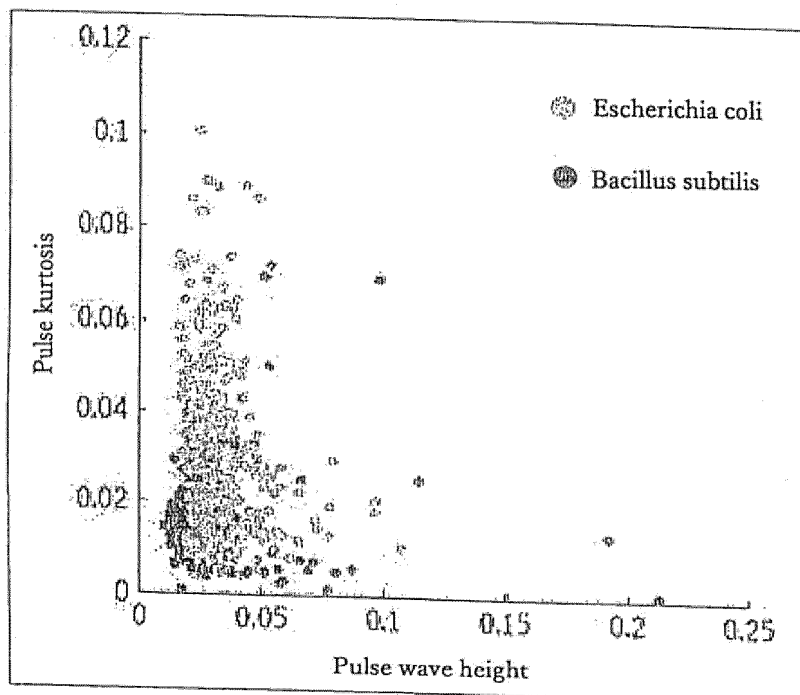 0.12
0.1
0.08
0.06
0.04
0.02
0
Pulse kurtosis
Escherichia coli
Bacillus subtilis
0 0.05 0.1 0.15 0.2 0.25
Pulse wave height